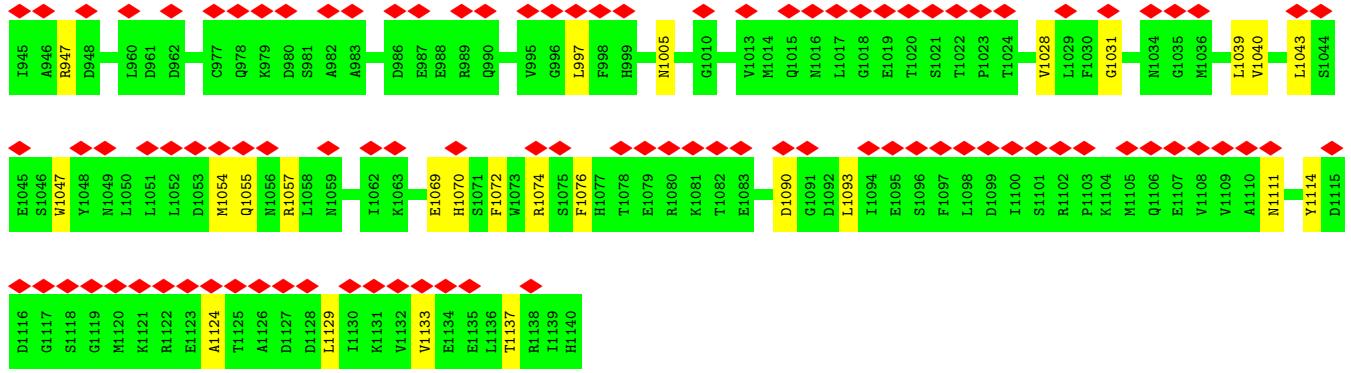 I945 A946 R947 D948 L960 D961 D962 C977 Q978 K979 D980 S981 A982 A983 D986 E987 E988 R989 Q990 V995 G996 L997 F998 H999 N1005 G1010 V1013 M1014 Q1015 N1016 L1017 G1018 E1019 T1020 S1021 T1022 P1023 T1024 V1028 L1029 F1030 G1031 N1034 G1035 M1036 L1039 V1040 L1043 S1044
E1045 S1046 W1047 Y1048 N1049 L1050 L1051 L1052 D1053 M1054 Q1055 N1056 R1057 L1058 N1059 I1062 K1063 E1069 H1070 S1071 F1072 W1073 R1074 S1075 F1076 H1077 T1078 E1079 R1080 K1081 T1082 E1083 D1090 G1091 D1092 L1093 I1094 E1095 S1096 F1097 L1098 D1099 I1100 S1101 R1102 P1103 K1104 M1105 Q1106 E1107 V1108 V1109 A1110 N1111 Y1114 D1115
D1116 G1117 S1118 G1119 M1120 K1121 R1122 E1123 A1124 T1125 A1126 D1127 D1128 L1129 I1130 K1131 V1132 V1133 E1134 E1135 L1136 T1137 R1138 I1139 H1140